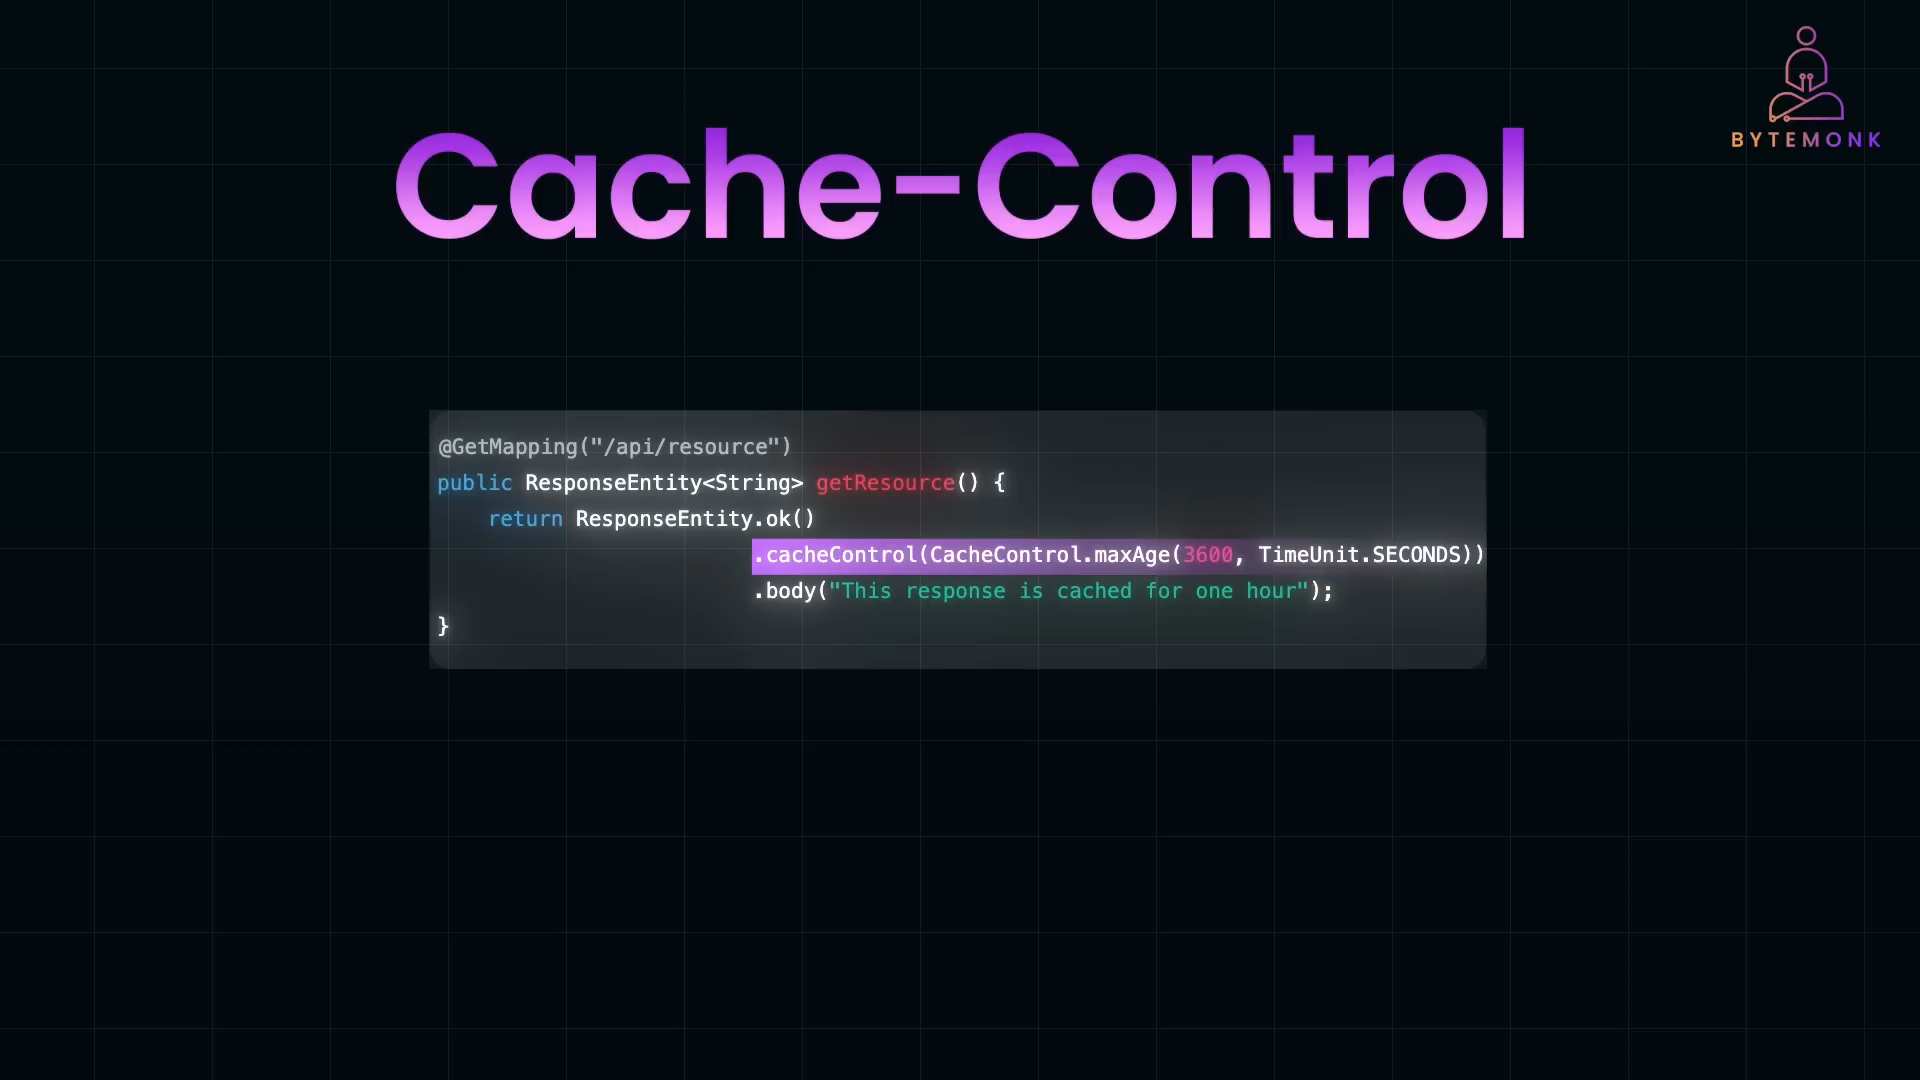 BYTEMONK
Cache-Control
@GetMapping("/api/resource")
public ResponseEntity<String> getResource() {
    return ResponseEntity.ok()
                         .cacheControl(CacheControl.maxAge(3600, TimeUnit.SECONDS))
                         .body("This response is cached for one hour");
}